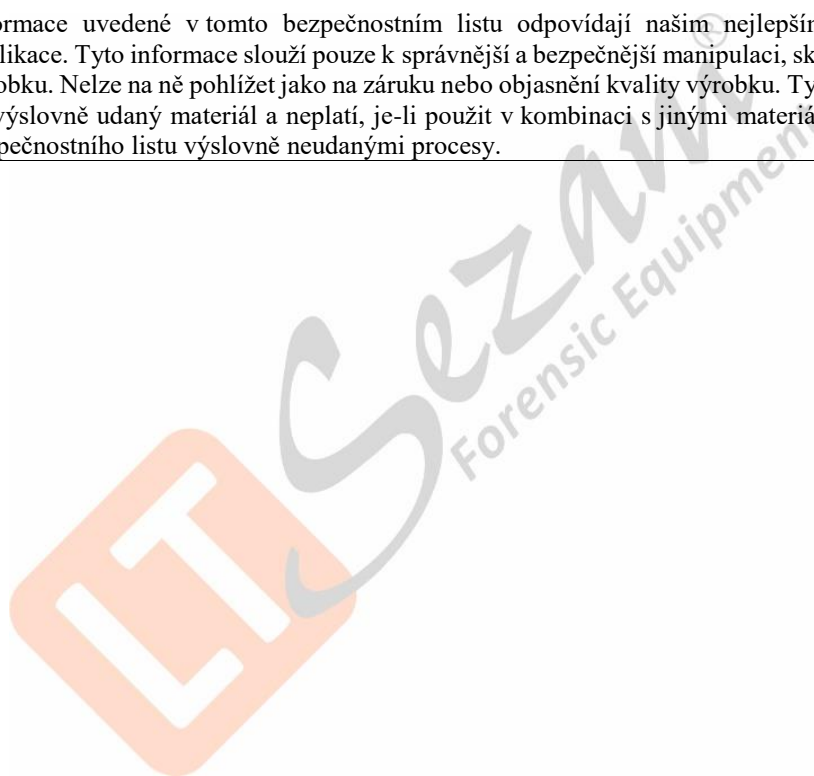 ormace uvedené v tomto bezpečnostním listu odpovídají našim nejlepším
likace. Tyto informace slouží pouze k správnější a bezpečnější manipulaci, sk
obku. Nelze na ně pohlížet jako na záruku nebo objasnění kvality výrobku. Ty
výslovně udaný materiál a neplatí, je-li použit v kombinaci s jinými materiá
pečnostního listu výslovně neudanými procesy.
LT
Sezam®
Forensic Equipmen